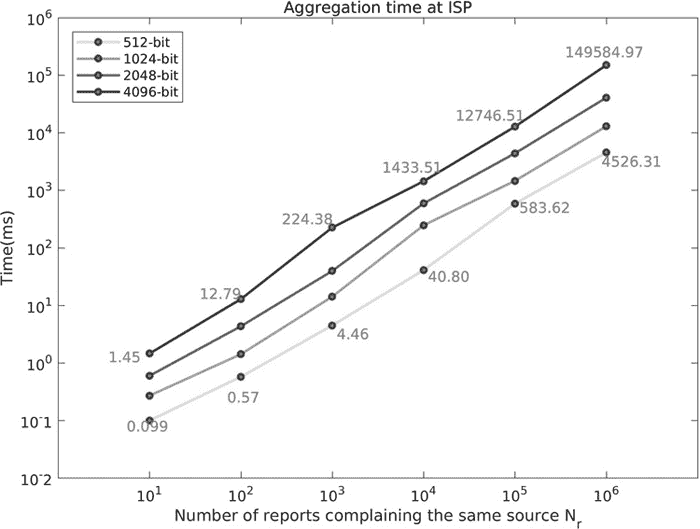 Aggregation time at ISP
10^6
10^5
10^4
10^3
10^2
10^1
10^0
10^-1
10^-2
Time(ms)
512-bit
1024-bit
2048-bit
4096-bit
149584.97
12746.51
1433.51
224.38
12.79
1.45
4526.31
583.62
40.80
4.46
0.57
0.099
10^1 10^2 10^3 10^4 10^5 10^6
Number of reports complaining the same source N_r